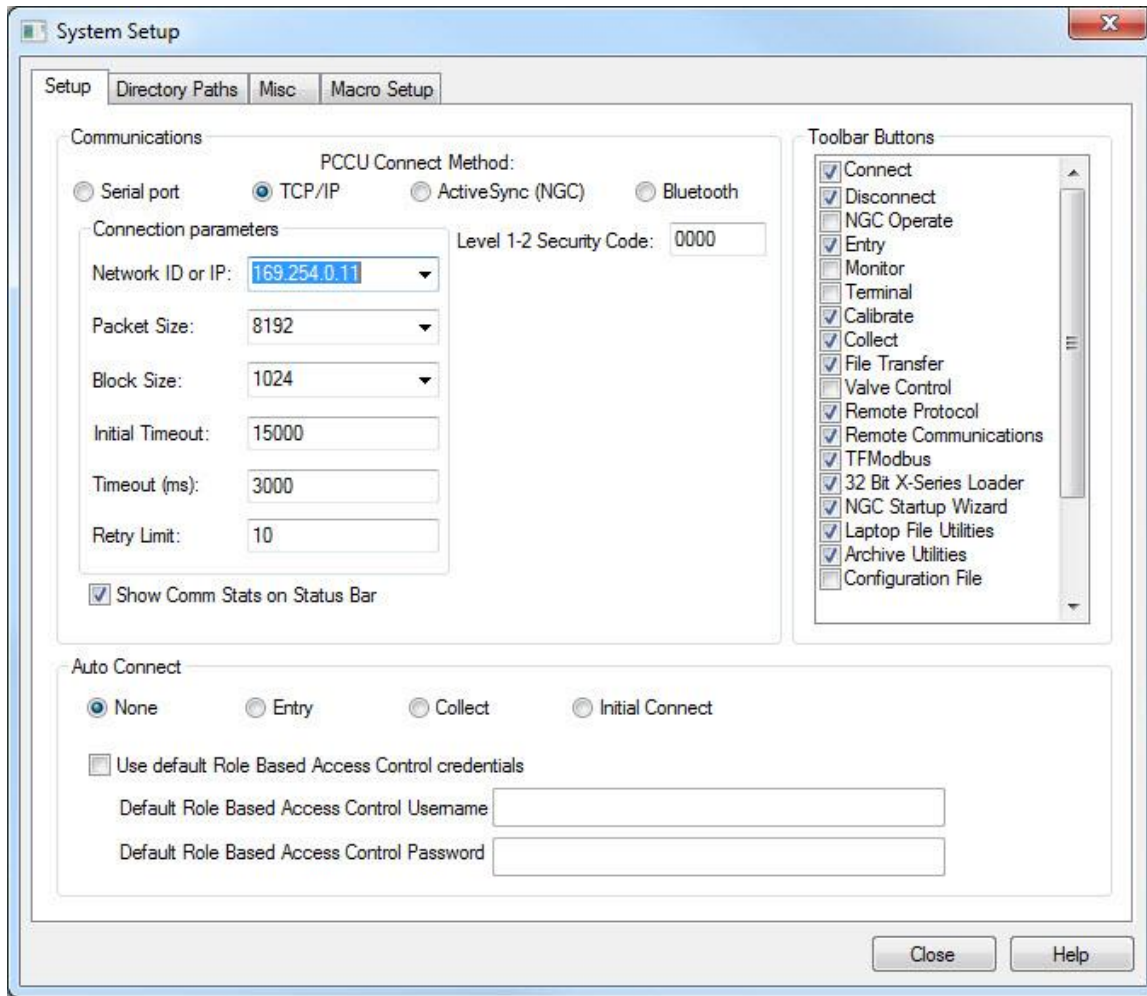 System Setup
Setup
Directory Paths
Misc
Macro Setup
Communications
PCCU Connect Method:
Serial port
TCP/IP
ActiveSync (NGC)
Bluetooth
Connection parameters
Level 1-2 Security Code: 0000
Network ID or IP: 169.254.0.11
Packet Size: 8192
Block Size: 1024
Initial Timeout: 15000
Timeout (ms): 3000
Retry Limit: 10
Show Comm Stats on Status Bar
Toolbar Buttons
Connect
Disconnect
NGC Operate
Entry
Monitor
Terminal
Calibrate
Collect
File Transfer
Valve Control
Remote Protocol
Remote Communications
TFModbus
32 Bit X-Series Loader
NGC Startup Wizard
Laptop File Utilities
Archive Utilities
Configuration File
Auto Connect
None
Entry
Collect
Initial Connect
Use default Role Based Access Control credentials
Default Role Based Access Control Username
Default Role Based Access Control Password
Close
Help